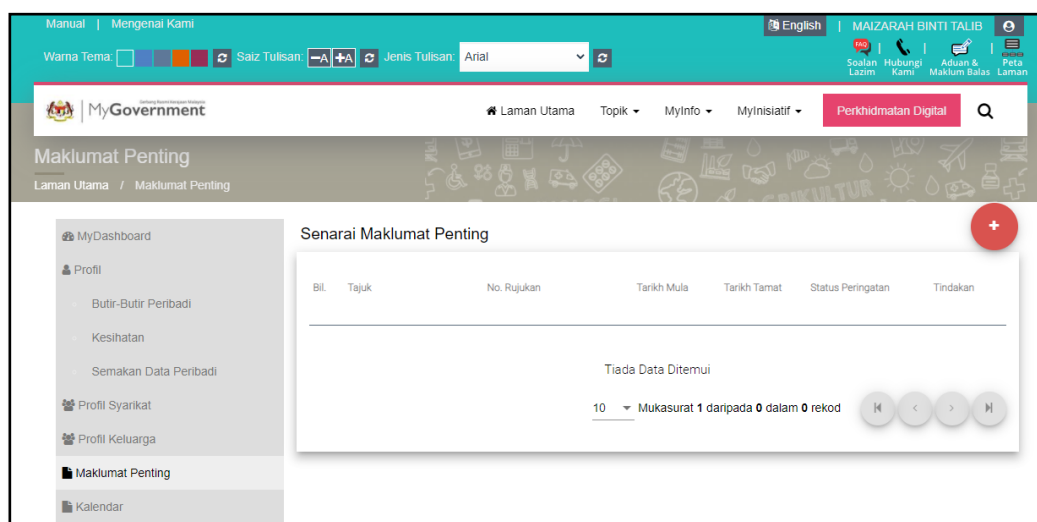 Manual | Mengenai Kami
English | MAIZARAH BINTI TALIB
Warna Tema: Saiz Tulisan: -A +A Jenis Tulisan: Arial
FAQ
Soalan Lazim | Hubungi Kami | Aduan & Maklum Balas | Peta Laman
MyGovernment
Laman Utama Topik MyInfo MyInisiatif Perkhidmatan Digital
Maklumat Penting
Laman Utama / Maklumat Penting
AGRIKULTUR
MyDashboard
Profil
Butir-Butir Peribadi
Kesihatan
Semakan Data Peribadi
Profil Syarikat
Profil Keluarga
Maklumat Penting
Kalendar
Senarai Maklumat Penting
+
Bil. Tajuk No. Rujukan Tarikh Mula Tarikh Tamat Status Peringatan Tindakan
Tiada Data Ditemui
10 Mukasurat 1 daripada 0 dalam 0 rekod